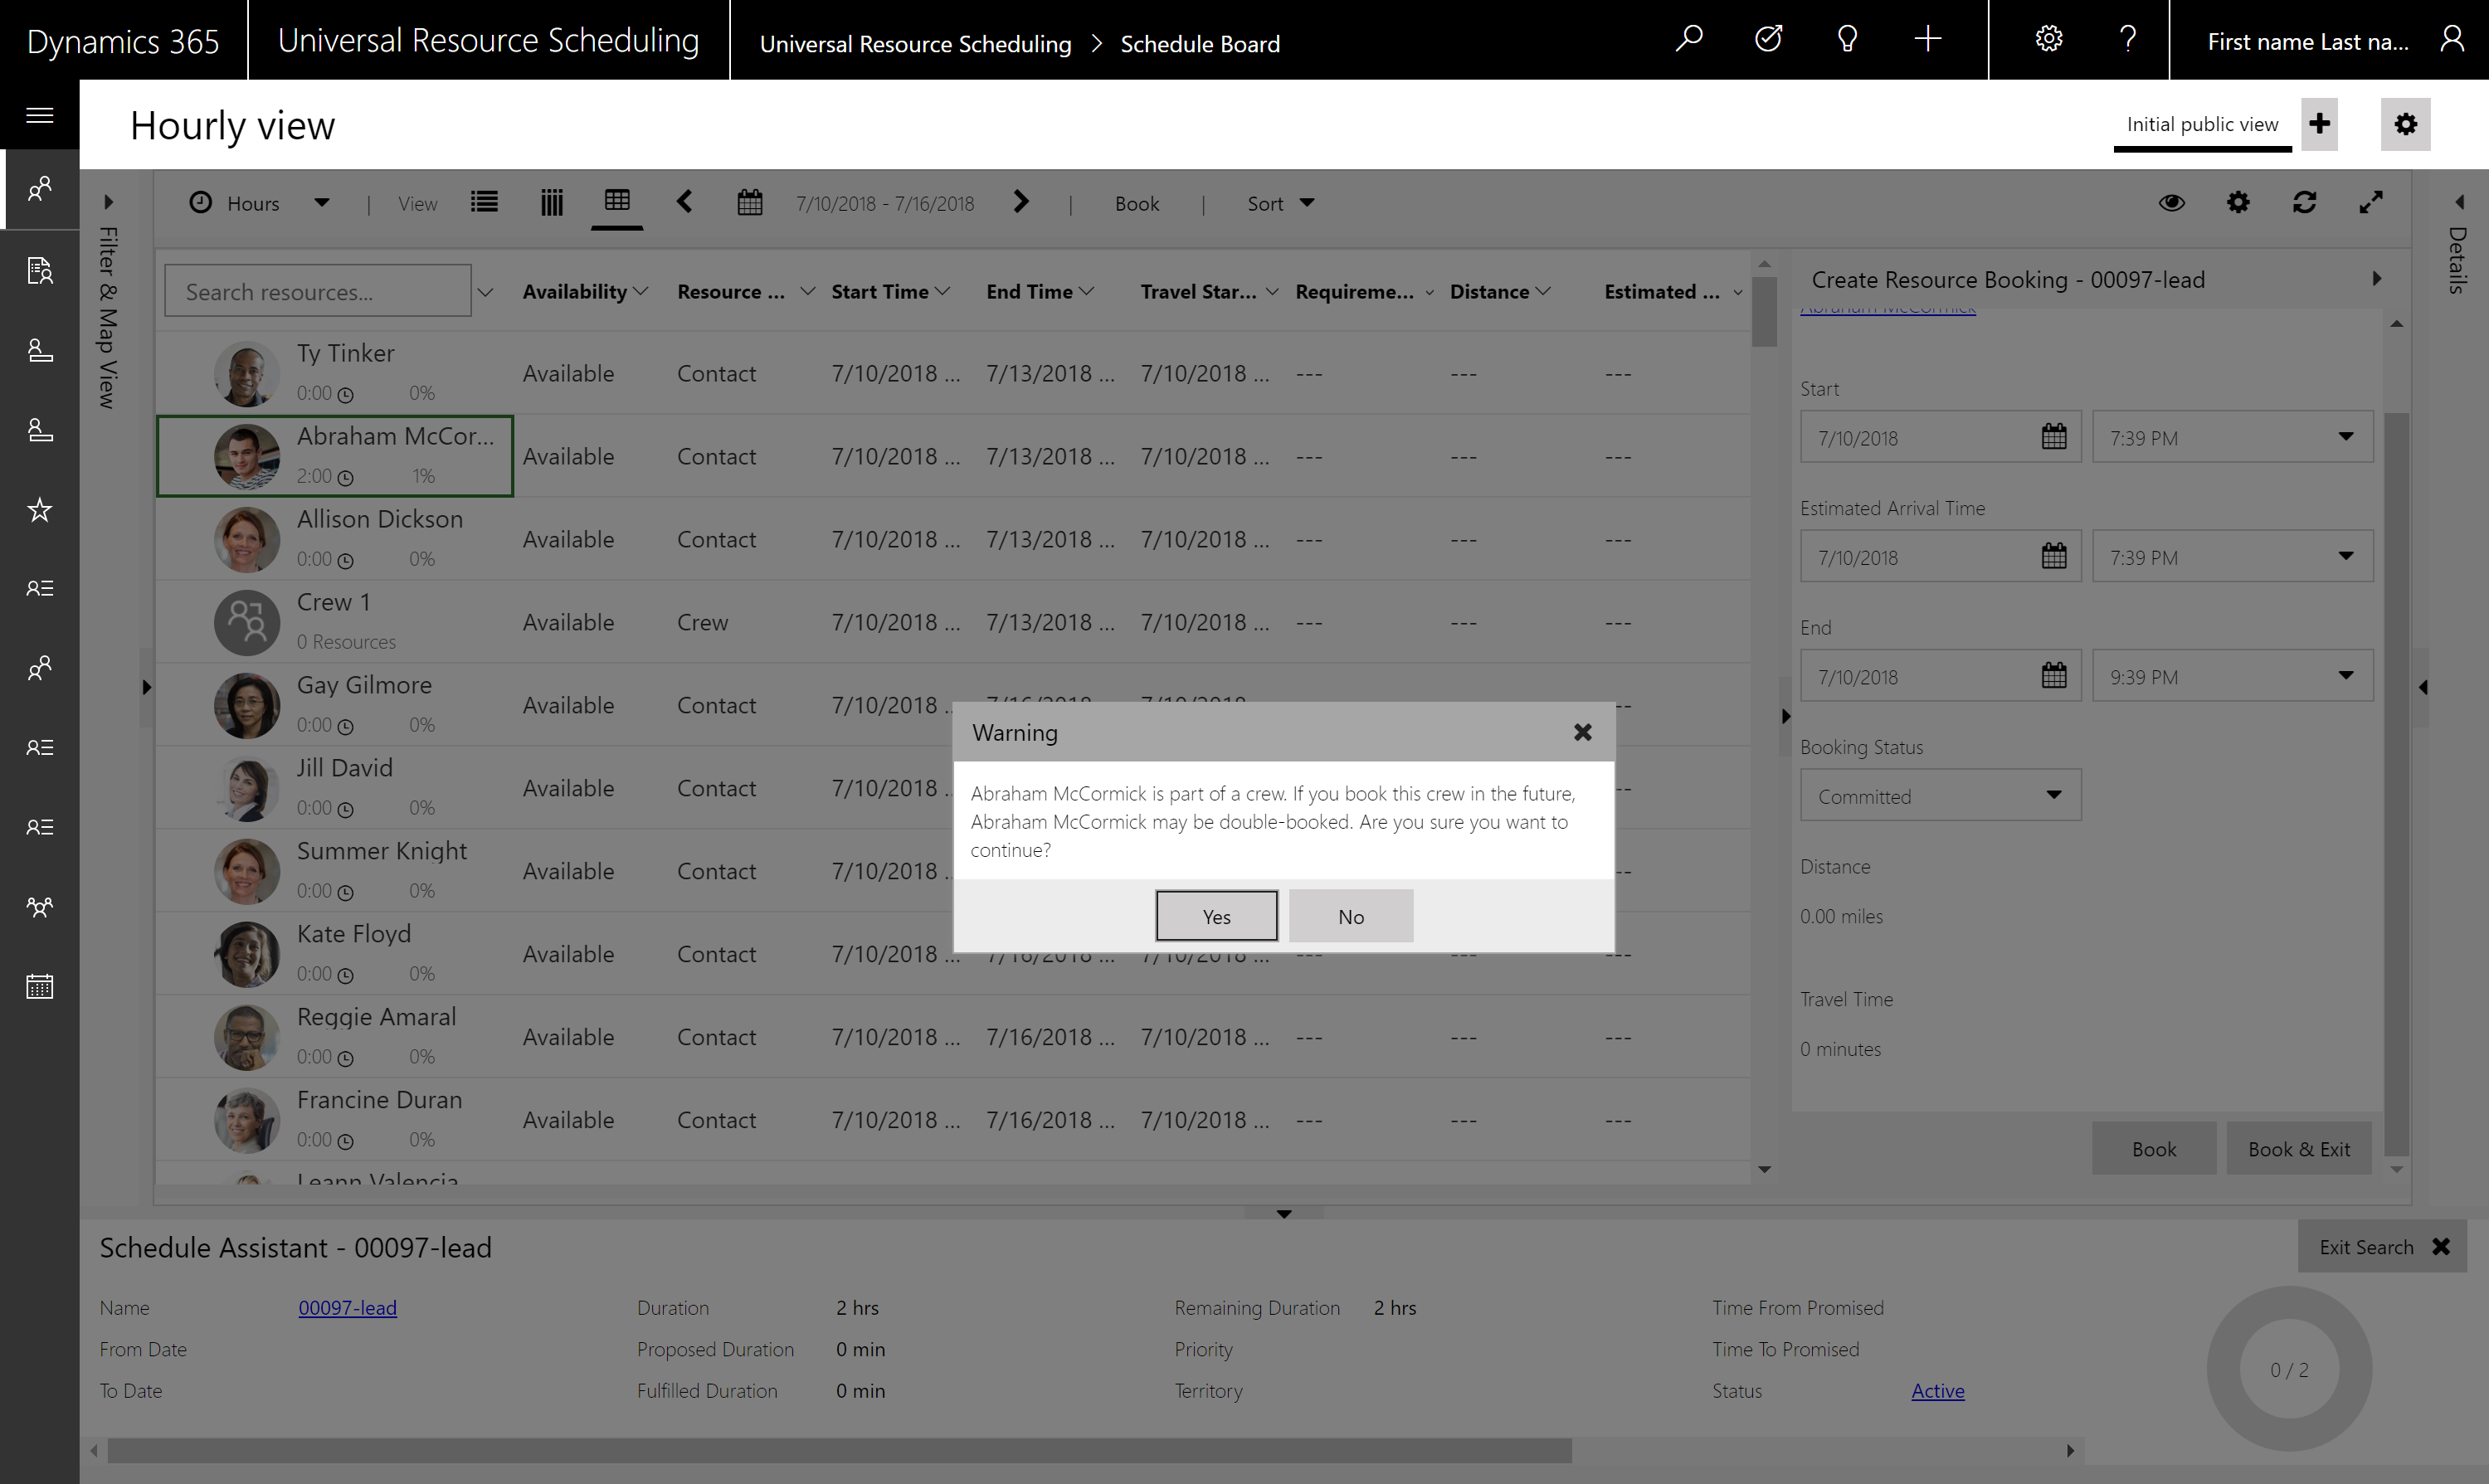 Dynamics 365
Universal Resource Scheduling
Universal Resource Scheduling > Schedule Board
First name Last na...
Hourly view
Initial public view
Filter & Map View
Hours | View 7/10/2018 - 7/16/2018 | Book | Sort
Details
Search resources...
Availability Resource ... Start Time End Time Travel Star... Requireme... Distance Estimated ...
Ty Tinker
0:00 0%
Available Contact 7/10/2018 ... 7/13/2018 ... 7/10/2018 ... --- --- ---
Abraham McCor...
2:00 1%
Available Contact 7/10/2018 ... 7/13/2018 ... 7/10/2018 ... --- --- ---
Allison Dickson
0:00 0%
Available Contact 7/10/2018 ... 7/13/2018 ... 7/10/2018 ... --- --- ---
Crew 1
0 Resources
Available Crew 7/10/2018 ... 7/13/2018 ... 7/10/2018 ... --- --- ---
Gay Gilmore
0:00 0%
Available Contact 7/10/2018 ...
Jill David
0:00 0%
Available Contact 7/10/2018 ...
Summer Knight
0:00 0%
Available Contact 7/10/2018 ...
Kate Floyd
0:00 0%
Available Contact 7/10/2018 ... 7/16/2018 ... 7/10/2018 ... --- --- ---
Reggie Amaral
0:00 0%
Available Contact 7/10/2018 ... 7/16/2018 ... 7/10/2018 ... --- --- ---
Francine Duran
0:00 0%
Available Contact 7/10/2018 ... 7/16/2018 ... 7/10/2018 ... --- --- ---
Leann Valencia
Warning
Abraham McCormick is part of a crew. If you book this crew in the future,
Abraham McCormick may be double-booked. Are you sure you want to
continue?
Yes No
Create Resource Booking - 00097-lead
Abraham McCormick
Start
7/10/2018 7:39 PM
Estimated Arrival Time
7/10/2018 7:39 PM
End
7/10/2018 9:39 PM
Booking Status
Committed
Distance
0.00 miles
Travel Time
0 minutes
Book Book & Exit
Schedule Assistant - 00097-lead
Exit Search
Name 00097-lead Duration 2 hrs Remaining Duration 2 hrs Time From Promised
From Date Proposed Duration 0 min Priority Time To Promised
To Date Fulfilled Duration 0 min Territory Status Active
0 / 2